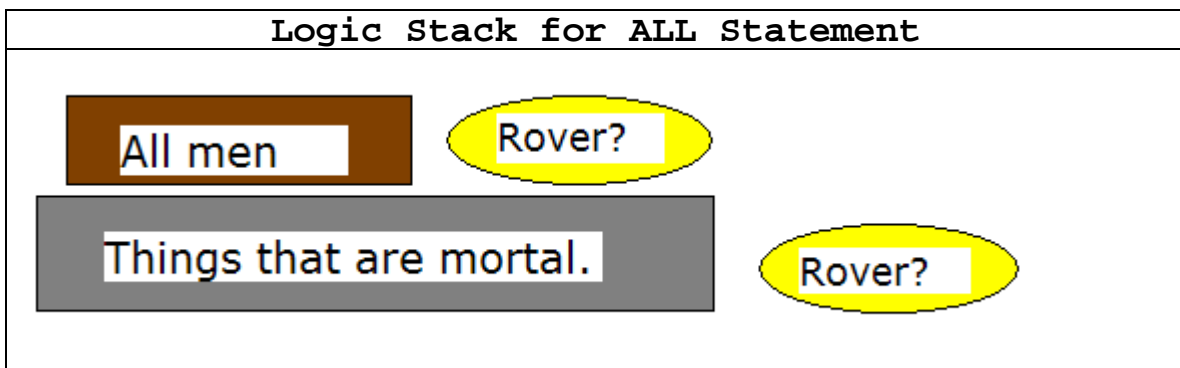 Logic Stack for ALL Statement
All men
Rover?
Things that are mortal.
Rover?